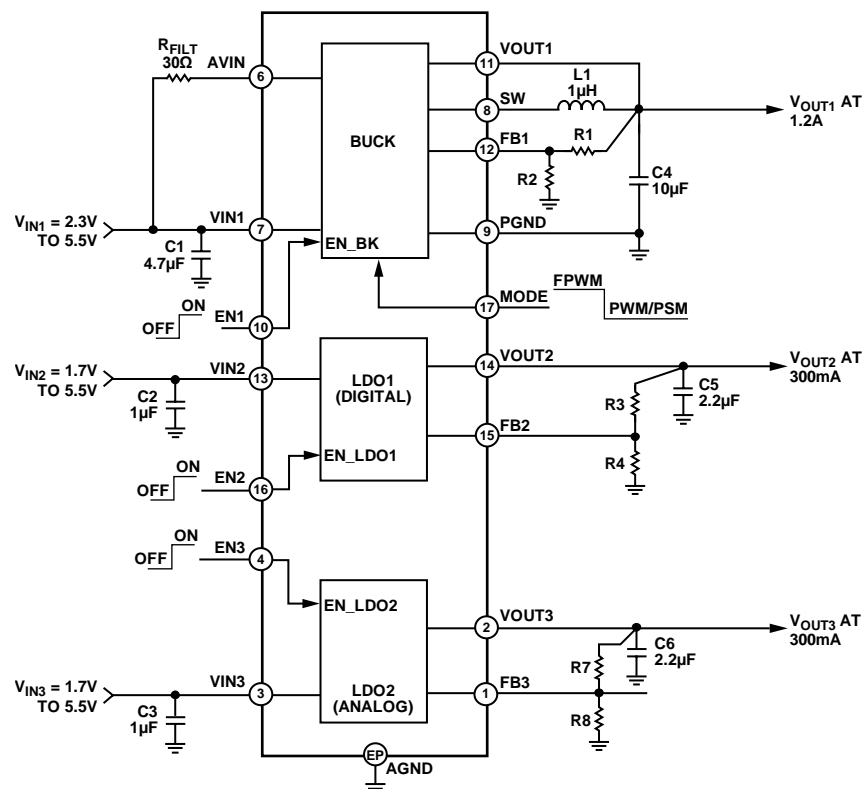 RFILT
30Ω
AVIN
6
VIN1 = 2.3V
TO 5.5V
C1
4.7µF
VIN1
7
OFF
ON
EN1
10
BUCK
EN_BK
VOUT1
11
SW
8
L1
1µH
FB1
12
R1
R2
C4
10µF
PGND
9
VOUT1 AT
1.2A
MODE
17
FPWM
PWM/PSM
VIN2 = 1.7V
TO 5.5V
C2
1µF
VIN2
13
OFF
ON
EN2
16
LDO1
(DIGITAL)
EN_LDO1
VOUT2
14
FB2
15
R3
R4
C5
2.2µF
VOUT2 AT
300mA
OFF
ON
EN3
4
EN_LDO2
LDO2
(ANALOG)
VIN3 = 1.7V
TO 5.5V
C3
1µF
VIN3
3
VOUT3
2
FB3
1
R7
R8
C6
2.2µF
VOUT3 AT
300mA
EP
AGND